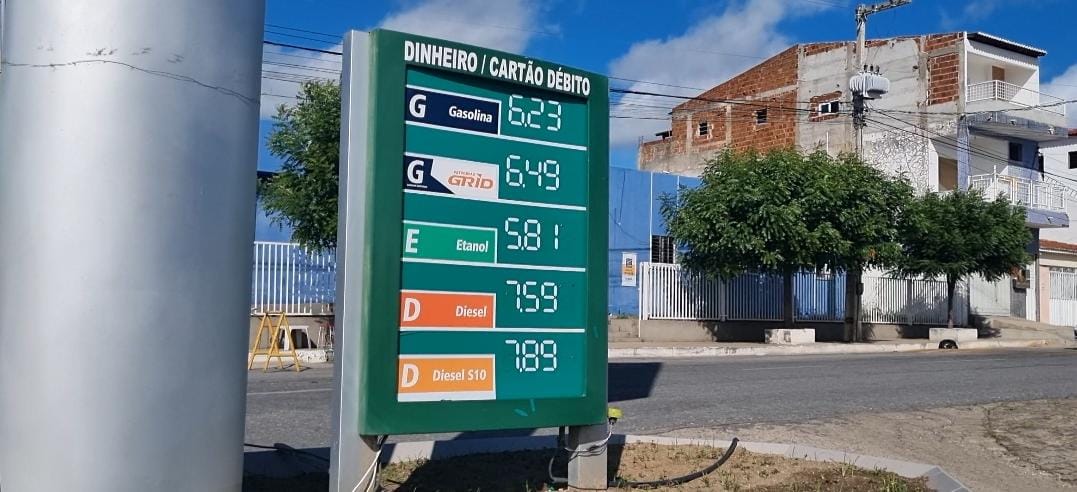 DINHEIRO / CARTÃO DÉBITO
G Gasolina 6.23
G GRID 6.49
E Etanol 5.81
D Diesel 7.59
D Diesel S10 7.89